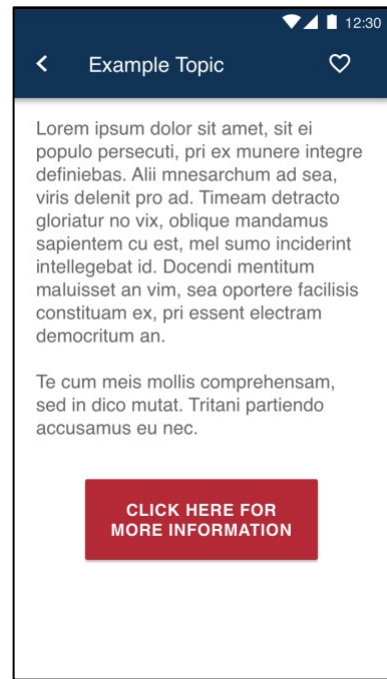 12:30
Example Topic
Lorem ipsum dolor sit amet, sit ei
populo persecuti, pri ex munere integre
definiebas. Alii mnesarchum ad sea,
viris delenit pro ad. Timeam detracto
gloriatur no vix, oblique mandamus
sapientem cu est, mel sumo inciderint
intellegebat id. Docendi mentitum
maluisset an vim, sea oportere facilisis
constituam ex, pri essent electram
democritum an.
Te cum meis mollis comprehensam,
sed in dico mutat. Tritani partiendo
accusamus eu nec.
CLICK HERE FOR
MORE INFORMATION